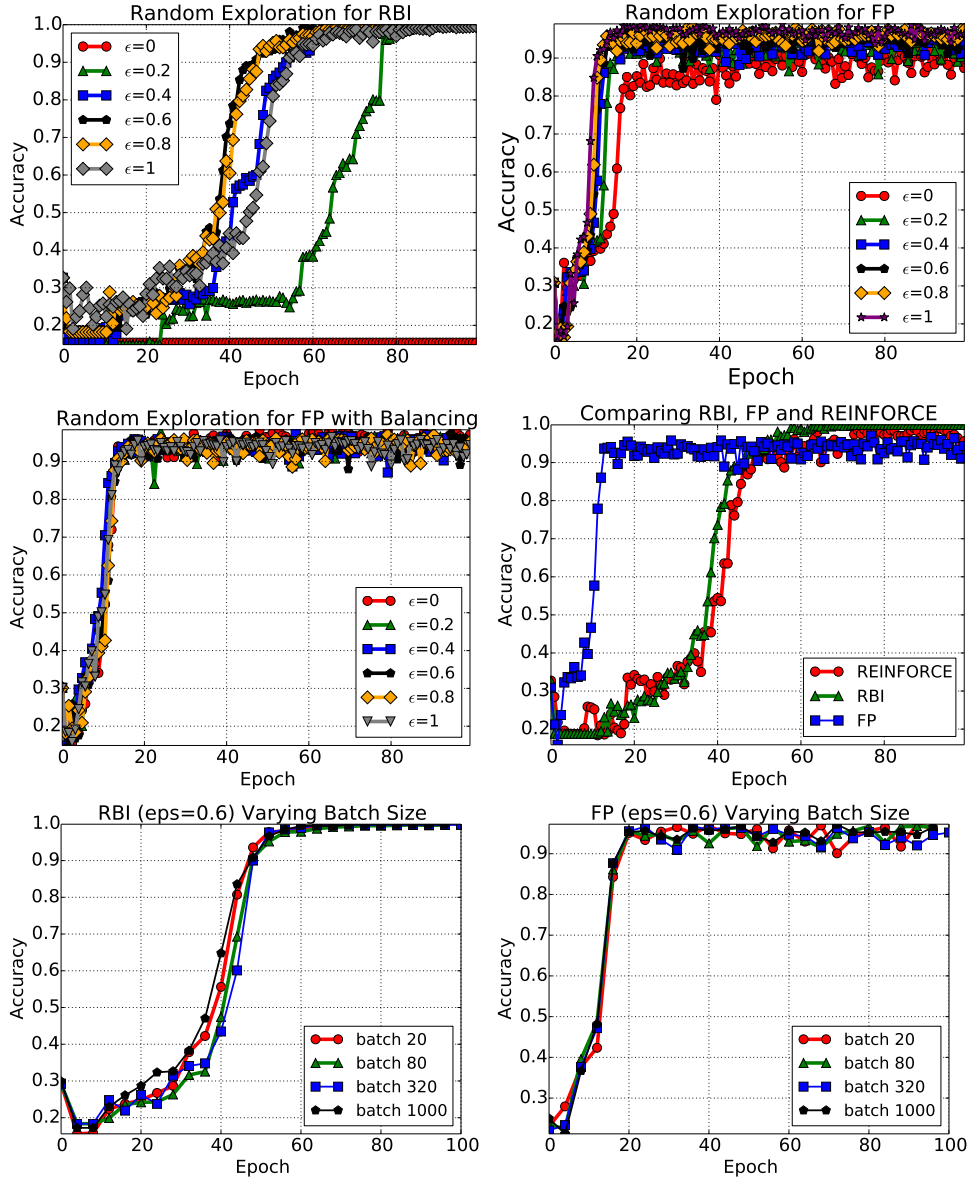 Random Exploration for RBI
Accuracy
1.0
0.9
0.8
0.7
0.6
0.5
0.4
0.3
0.2
ϵ=0
ϵ=0.2
ϵ=0.4
ϵ=0.6
ϵ=0.8
ϵ=1
0 20 40 60 80
Epoch
Random Exploration for FP
Accuracy
0.9
0.8
0.7
0.6
0.5
0.4
0.3
0.2
ϵ=0
ϵ=0.2
ϵ=0.4
ϵ=0.6
ϵ=0.8
ϵ=1
0 20 40 60 80
Epoch
Random Exploration for FP with Balancing
Accuracy
0.9
0.8
0.7
0.6
0.5
0.4
0.3
0.2
ϵ=0
ϵ=0.2
ϵ=0.4
ϵ=0.6
ϵ=0.8
ϵ=1
0 20 40 60 80
Epoch
Comparing RBI, FP and REINFORCE
Accuracy
1.0
0.9
0.8
0.7
0.6
0.5
0.4
0.3
0.2
REINFORCE
RBI
FP
0 20 40 60 80
Epoch
RBI (eps=0.6) Varying Batch Size
Accuracy
1.0
0.9
0.8
0.7
0.6
0.5
0.4
0.3
0.2
batch 20
batch 80
batch 320
batch 1000
0 20 40 60 80 100
Epoch
FP (eps=0.6) Varying Batch Size
Accuracy
0.9
0.8
0.7
0.6
0.5
0.4
0.3
batch 20
batch 80
batch 320
batch 1000
0 20 40 60 80 100
Epoch